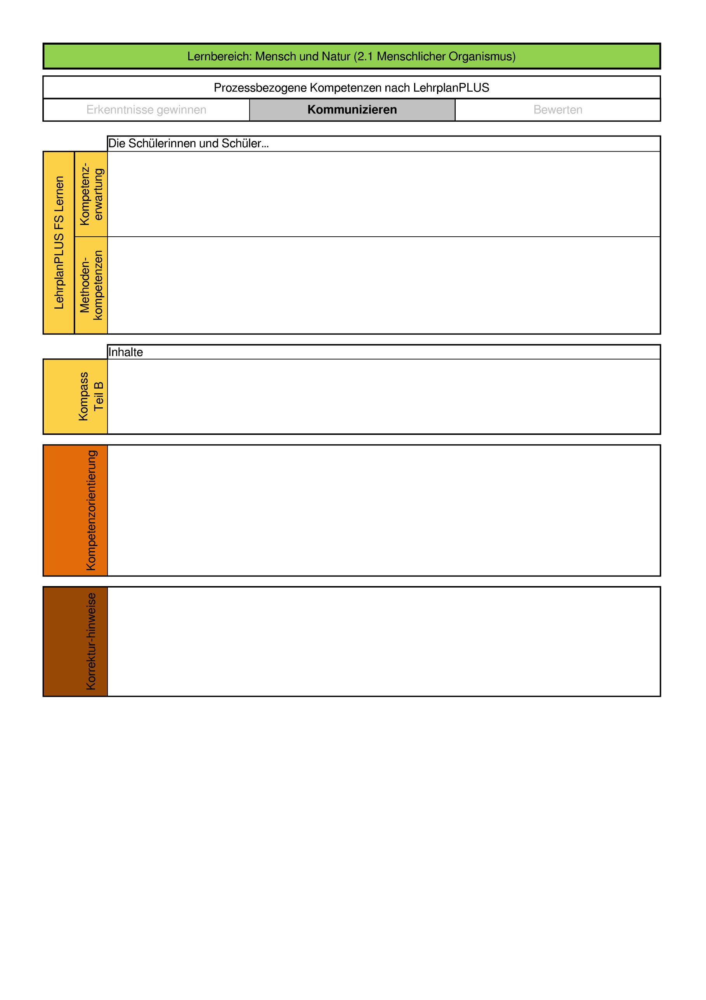 Lernbereich: Mensch und Natur (2.1 Menschlicher Organismus)
Prozessbezogene Kompetenzen nach LehrplanPLUS
Erkenntnisse gewinnen
Kommunizieren
Bewerten
Die Schülerinnen und Schüler...
LehrplanPLUS FS Lernen
Kompetenz-
erwartung
Methoden-
kompetenzen
Inhalte
Kompass
Teil B
Kompetenzorientierung
Korrektur-hinweise